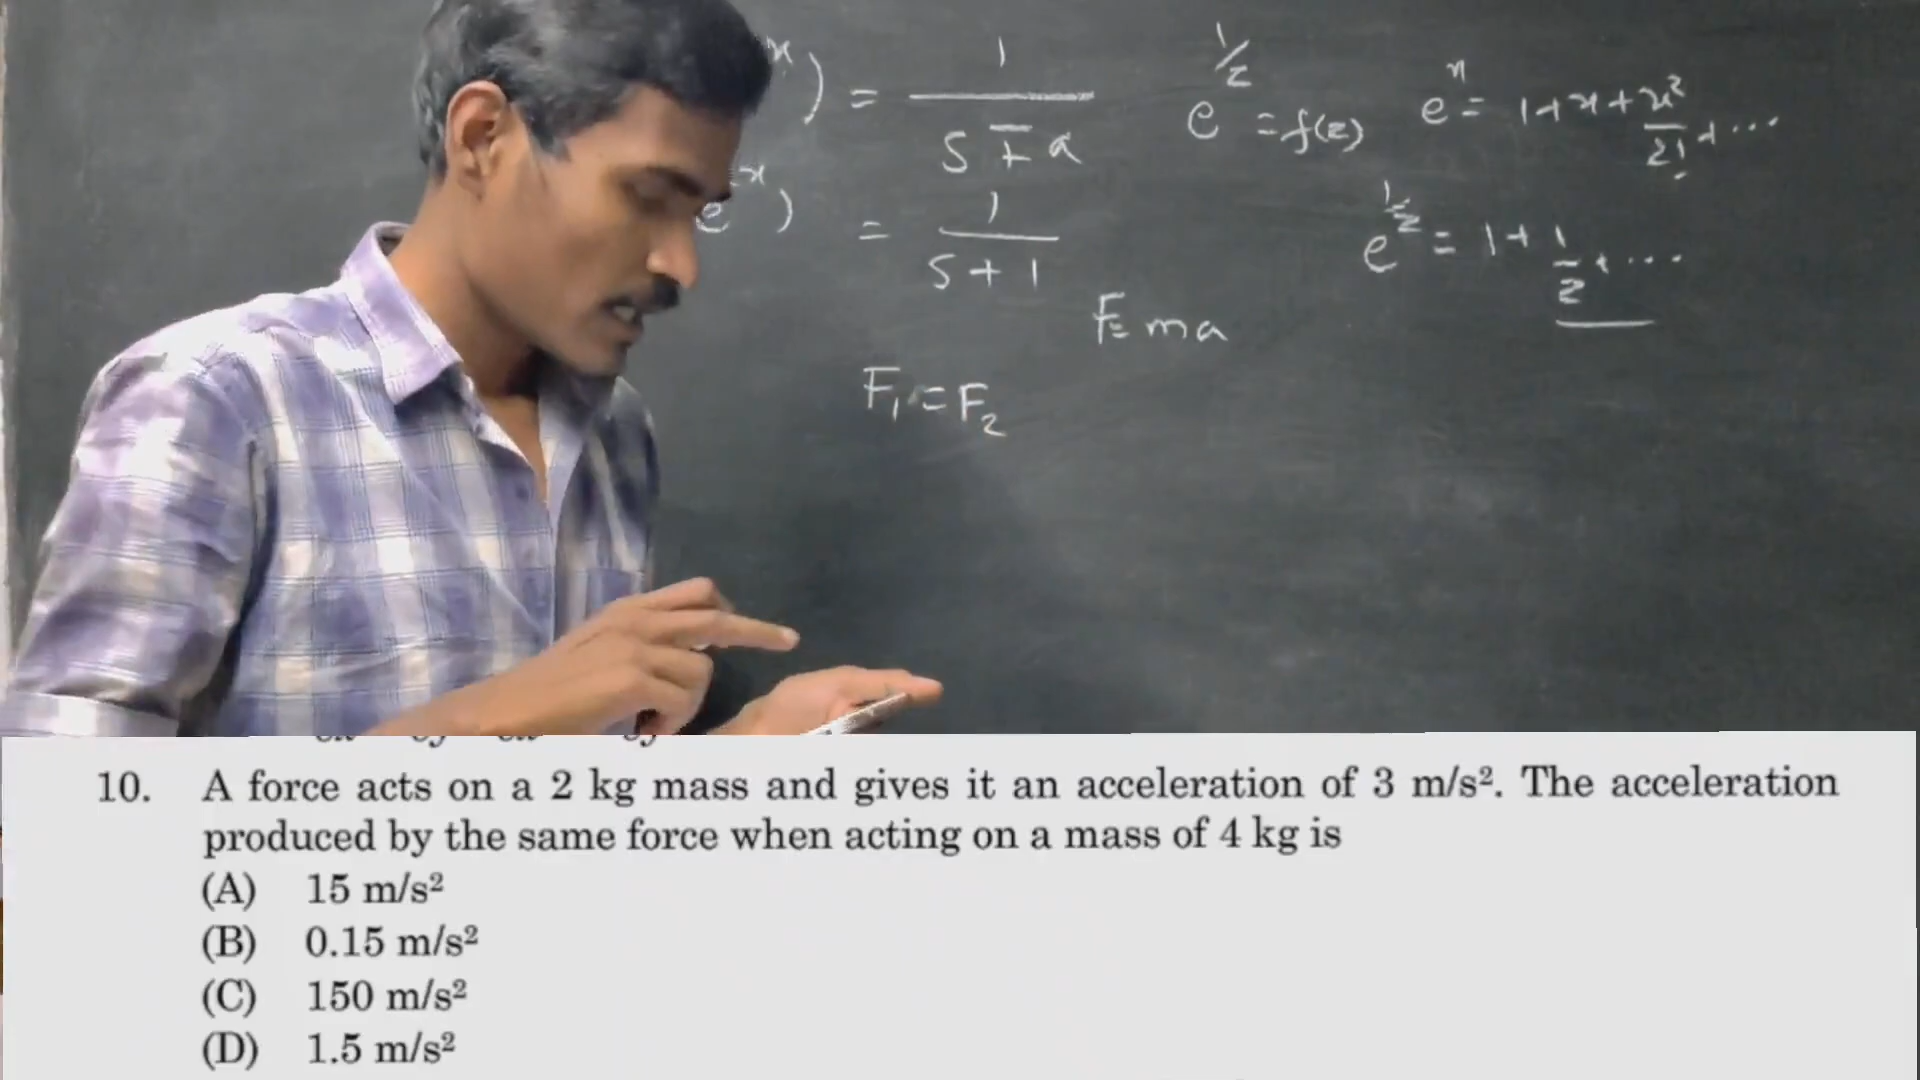 x) = 1 / s ∓ a
e^{1/z} = f(z)
e^x = 1 + x + x²/2! + ...
e^{-x}) = 1 / s + 1
e^{1/z} = 1 + 1/z + ...
F = ma
F₁ = F₂
10. A force acts on a 2 kg mass and gives it an acceleration of 3 m/s². The acceleration
produced by the same force when acting on a mass of 4 kg is
(A) 15 m/s²
(B) 0.15 m/s²
(C) 150 m/s²
(D) 1.5 m/s²